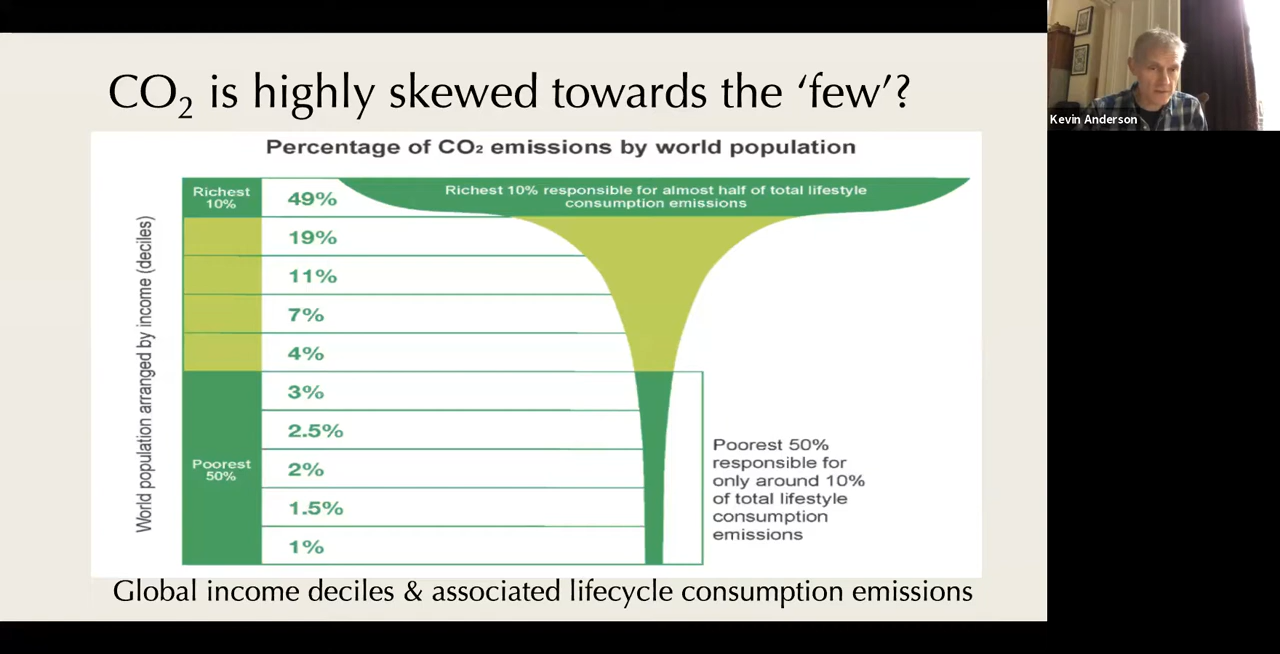 CO₂ is highly skewed towards the ‘few’?
Kevin Anderson
Percentage of CO₂ emissions by world population
World population arranged by income (deciles)
Richest
10%
49%
Richest 10% responsible for almost half of total lifestyle
consumption emissions
19%
11%
7%
4%
3%
2.5%
Poorest
50%
2%
1.5%
1%
Poorest 50%
responsible for
only around 10%
of total lifestyle
consumption
emissions
Global income deciles & associated lifecycle consumption emissions